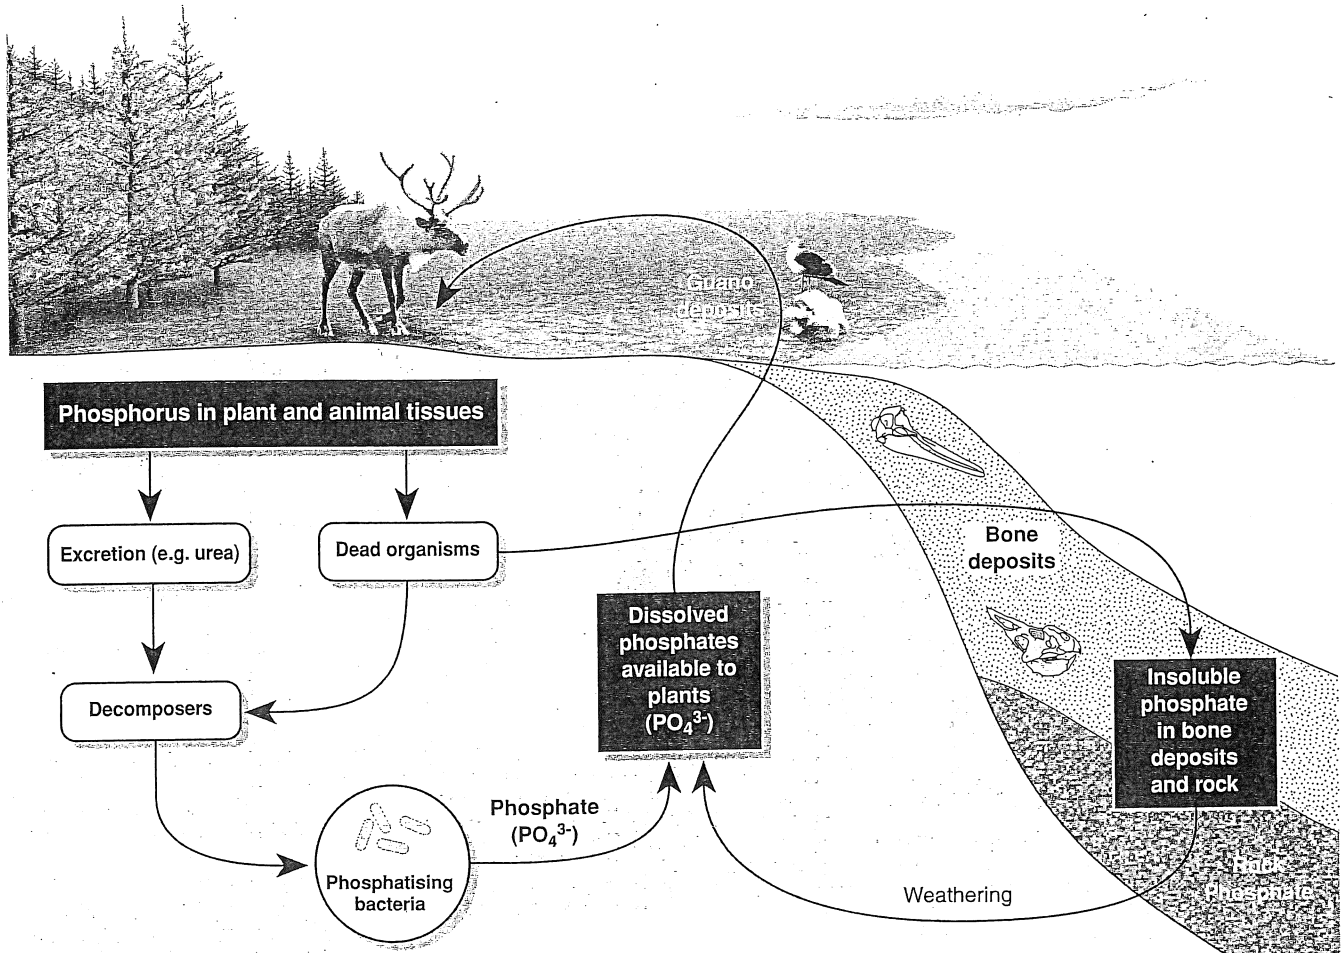 Guano
deposits
Phosphorus in plant and animal tissues
Excretion (e.g. urea)
Dead organisms
Bone
deposits
Dissolved
phosphates
available to
plants
(PO₄³⁻)
Insoluble
phosphate
in bone
deposits
and rock
Decomposers
Phosphate
(PO₄³⁻)
Phosphatising
bacteria
Weathering
Rock
Phosphate